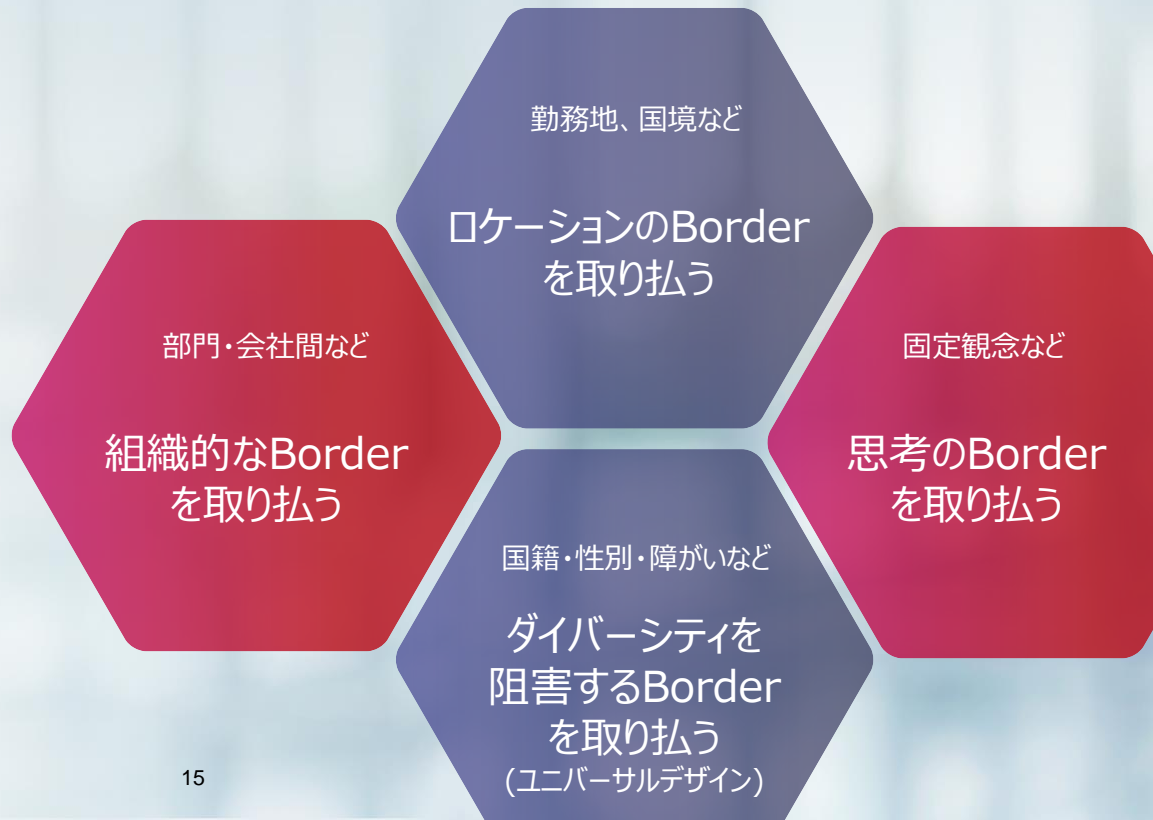 勤務地、国境など
ロケーションのBorder
を取り払う
部門・会社間など
組織的なBorder
を取り払う
固定観念など
思考のBorder
を取り払う
国籍・性別・障がいなど
ダイバーシティを
阻害するBorder
を取り払う
(ユニバーサルデザイン)
15